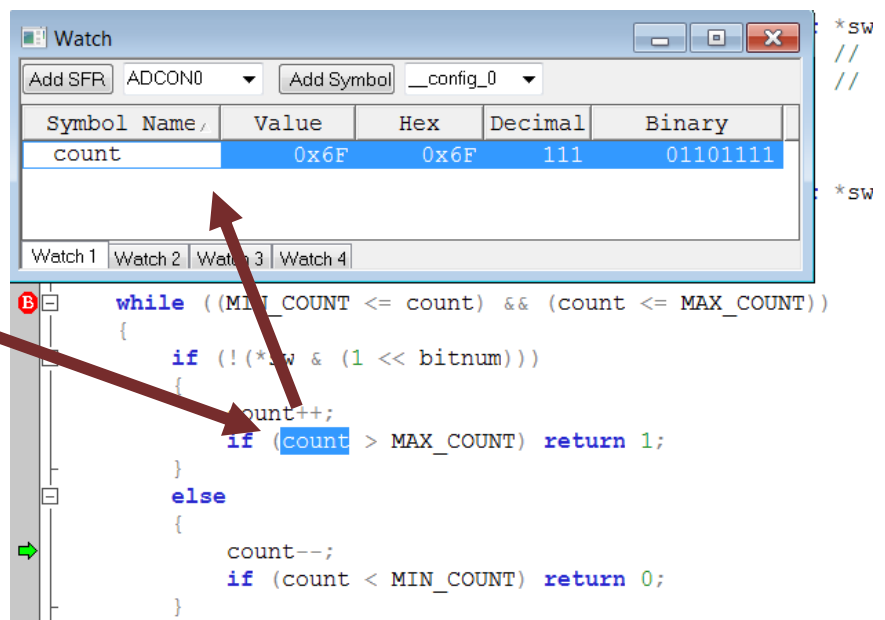 Watch
Add SFR ADCON0 Add Symbol __config_0
Symbol Name Value Hex Decimal Binary
count 0x6F 0x6F 111 01101111
Watch 1 Watch 2 Watch 3 Watch 4
*sw
//
//
*sw
B while ((MIN_COUNT <= count) && (count <= MAX_COUNT))
{
if (!(*sw & (1 << bitnum)))
{
count++;
if (count > MAX_COUNT) return 1;
}
else
{
count--;
if (count < MIN_COUNT) return 0;
}